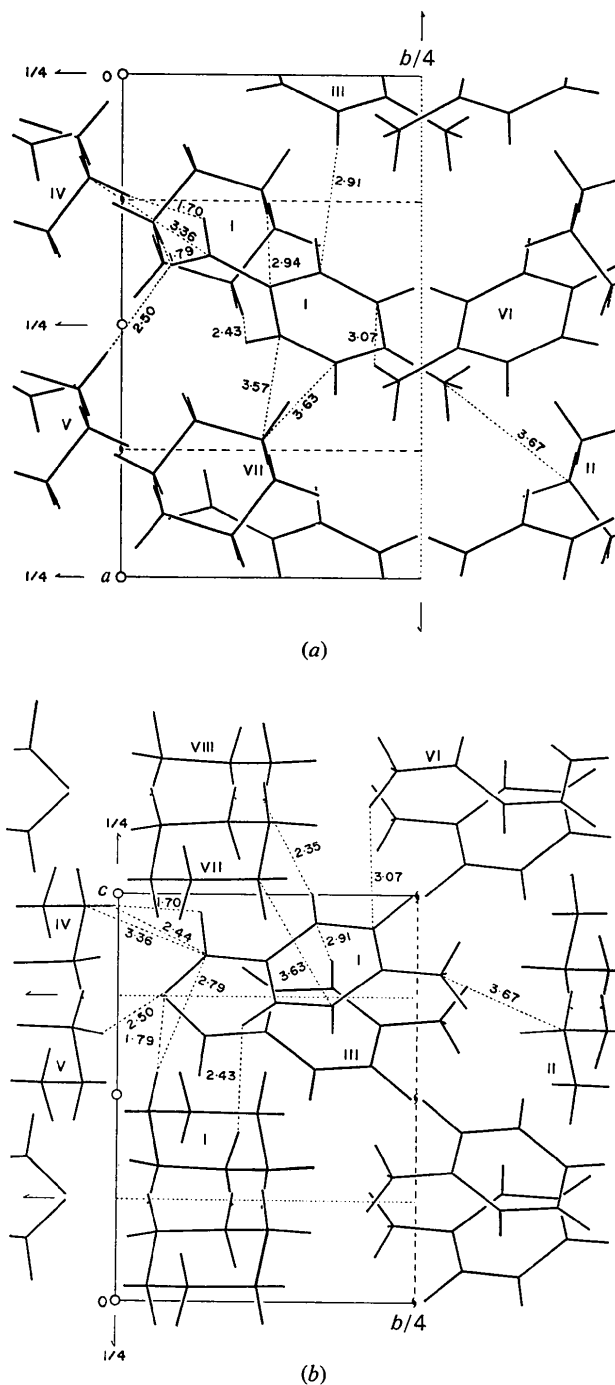 b/4
1/4
O
III
IV
1·70
I
2·91
3·36
1·79
2·94
1/4
I
VI
2·50
2·43
3·07
3·57
3·63
V
3·67
VII
II
1/4
a
b/4
(a)
VIII
VI
1/4
2·35
c
VII
3·07
IV
1·70
2·44
3·36
2·91
I
3·63
2·79
3·67
2·50
V
1·79
III
II
2·43
I
O
b/4
1/4
(b)